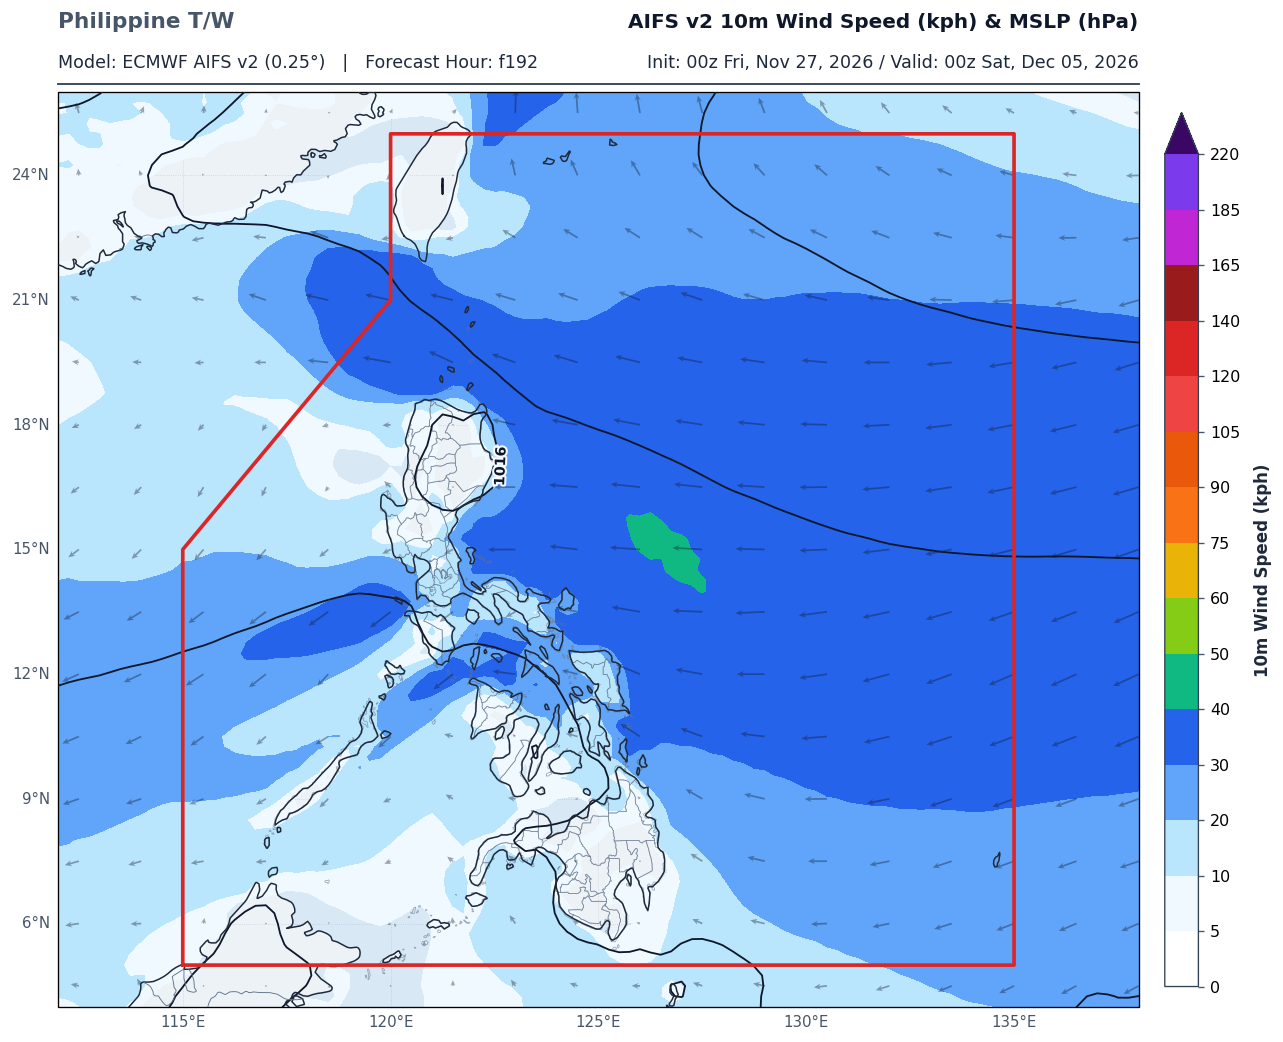 Philippine T/W
AIFS v2 10m Wind Speed (kph) & MSLP (hPa)
Model: ECMWF AIFS v2 (0.25°) | Forecast Hour: f192
Init: 00z Fri, Nov 27, 2026 / Valid: 00z Sat, Dec 05, 2026
24°N
21°N
18°N
15°N
12°N
9°N
6°N
1016
115°E
120°E
125°E
130°E
135°E
220
185
165
140
120
105
90
75
60
50
40
30
20
10
5
0
10m Wind Speed (kph)